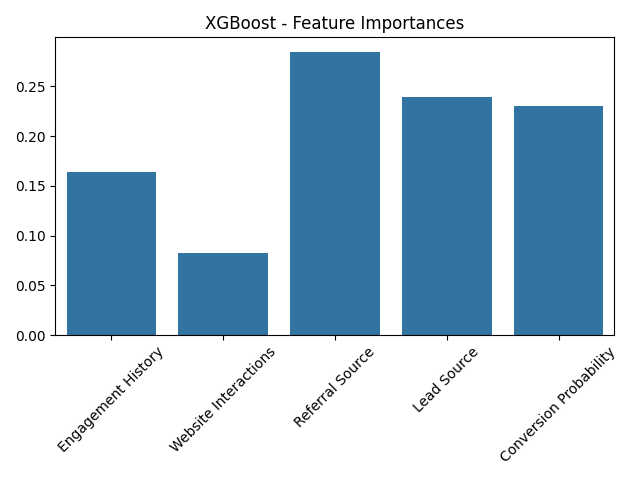 XGBoost - Feature Importances
0.25
0.20
0.15
0.10
0.05
0.00
Engagement History
Website Interactions
Referral Source
Lead Source
Conversion Probability